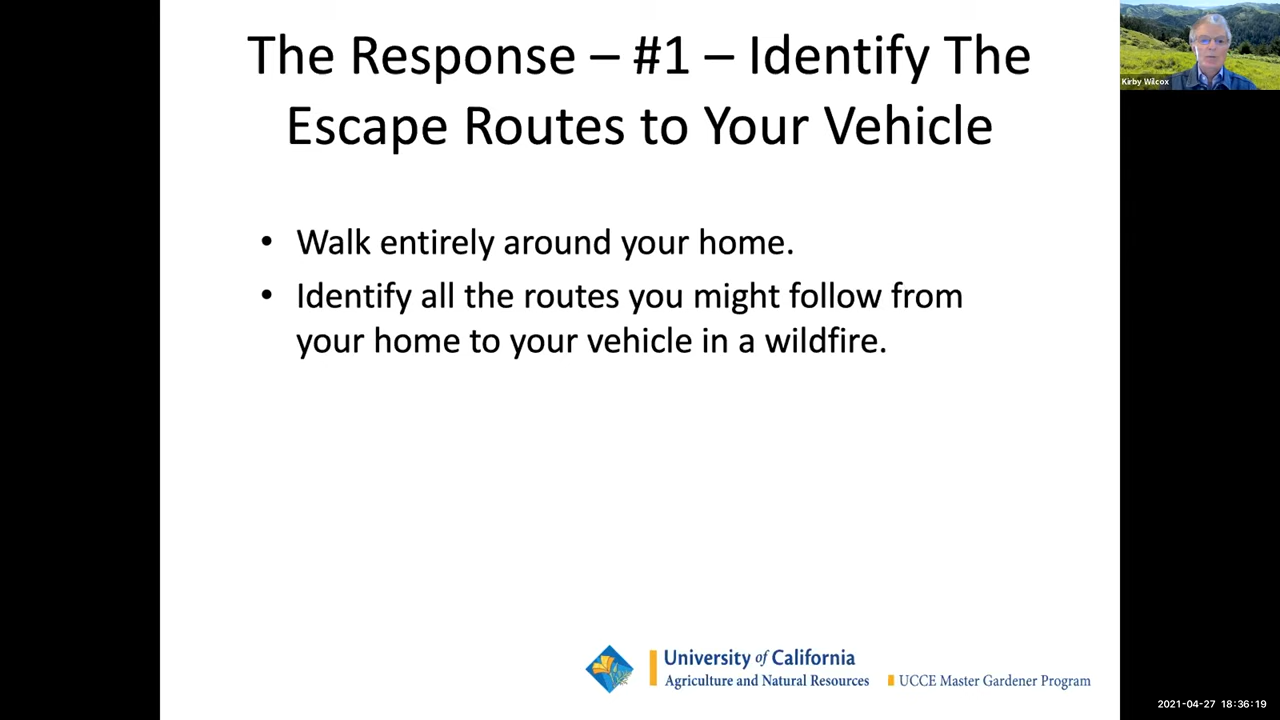 The Response – #1 – Identify The
Escape Routes to Your Vehicle
Kirby Wilcox
• Walk entirely around your home.
• Identify all the routes you might follow from
your home to your vehicle in a wildfire.
University of California
Agriculture and Natural Resources
UCCE Master Gardener Program
2021-04-27 18:36:19